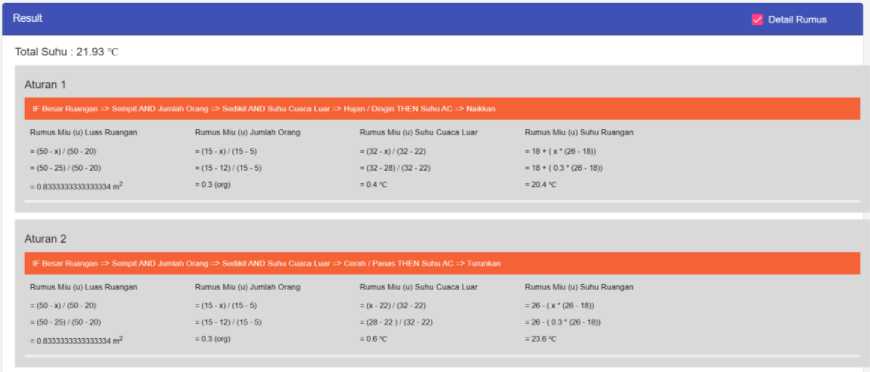 Result
Detail Rumus
Total Suhu : 21.93 °C
Aturan 1
IF Besar Ruangan => Sempit AND Jumlah Orang => Sedikit AND Suhu Cuaca Luar => Hujan / Dingin THEN Suhu AC => Naikkan
Rumus Miu (u) Luas Ruangan Rumus Miu (u) Jumlah Orang Rumus Miu (u) Suhu Cuaca Luar Rumus Miu (u) Suhu Ruangan
= (50 - x) / (50 - 20) = (15 - x) / (15 - 5) = (32 - x) / (32 - 22) = 18 + ( x * (26 - 18))
= (50 - 25) / (50 - 20) = (15 - 12) / (15 - 5) = (32 - 28) / (32 - 22) = 18 + ( 0.3 * (26 - 18))
= 0.8333333333333334 m² = 0.3 (org) = 0.4 °C = 20.4 °C
Aturan 2
IF Besar Ruangan => Sempit AND Jumlah Orang => Sedikit AND Suhu Cuaca Luar => Cerah / Panas THEN Suhu AC => Turunkan
Rumus Miu (u) Luas Ruangan Rumus Miu (u) Jumlah Orang Rumus Miu (u) Suhu Cuaca Luar Rumus Miu (u) Suhu Ruangan
= (50 - x) / (50 - 20) = (15 - x) / (15 - 5) = (x - 22) / (32 - 22) = 26 - ( x * (26 - 18))
= (50 - 25) / (50 - 20) = (15 - 12) / (15 - 5) = (28 - 22 ) / (32 - 22) = 26 - ( 0.3 * (26 - 18))
= 0.8333333333333334 m² = 0.3 (org) = 0.6 °C = 23.6 °C